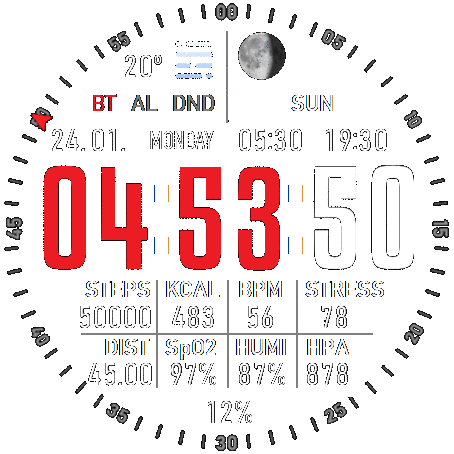 00
55 05
20°
BT AL DND SUN
10
24.01. MONDAY 05:30 19:30
04:53:50
45 15
STEPS KCAL BPM STRESS
50000 483 56 78
40 20
DIST SpO2 HUMI HPA
45.00 97% 87% 878
12%
35 25
30